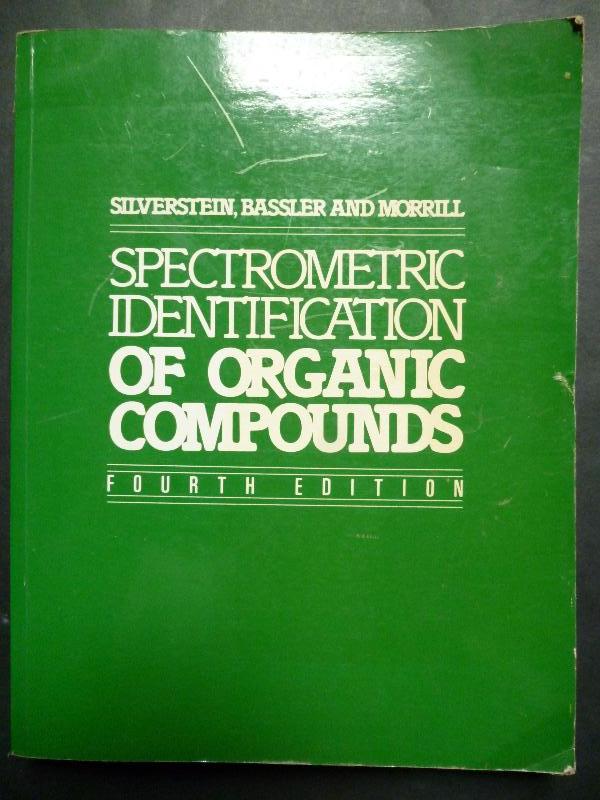 SILVERSTEIN, BASSLER AND MORRILL
SPECTROMETRIC
IDENTIFICATION
OF ORGANIC
COMPOUNDS
FOURTH EDITION